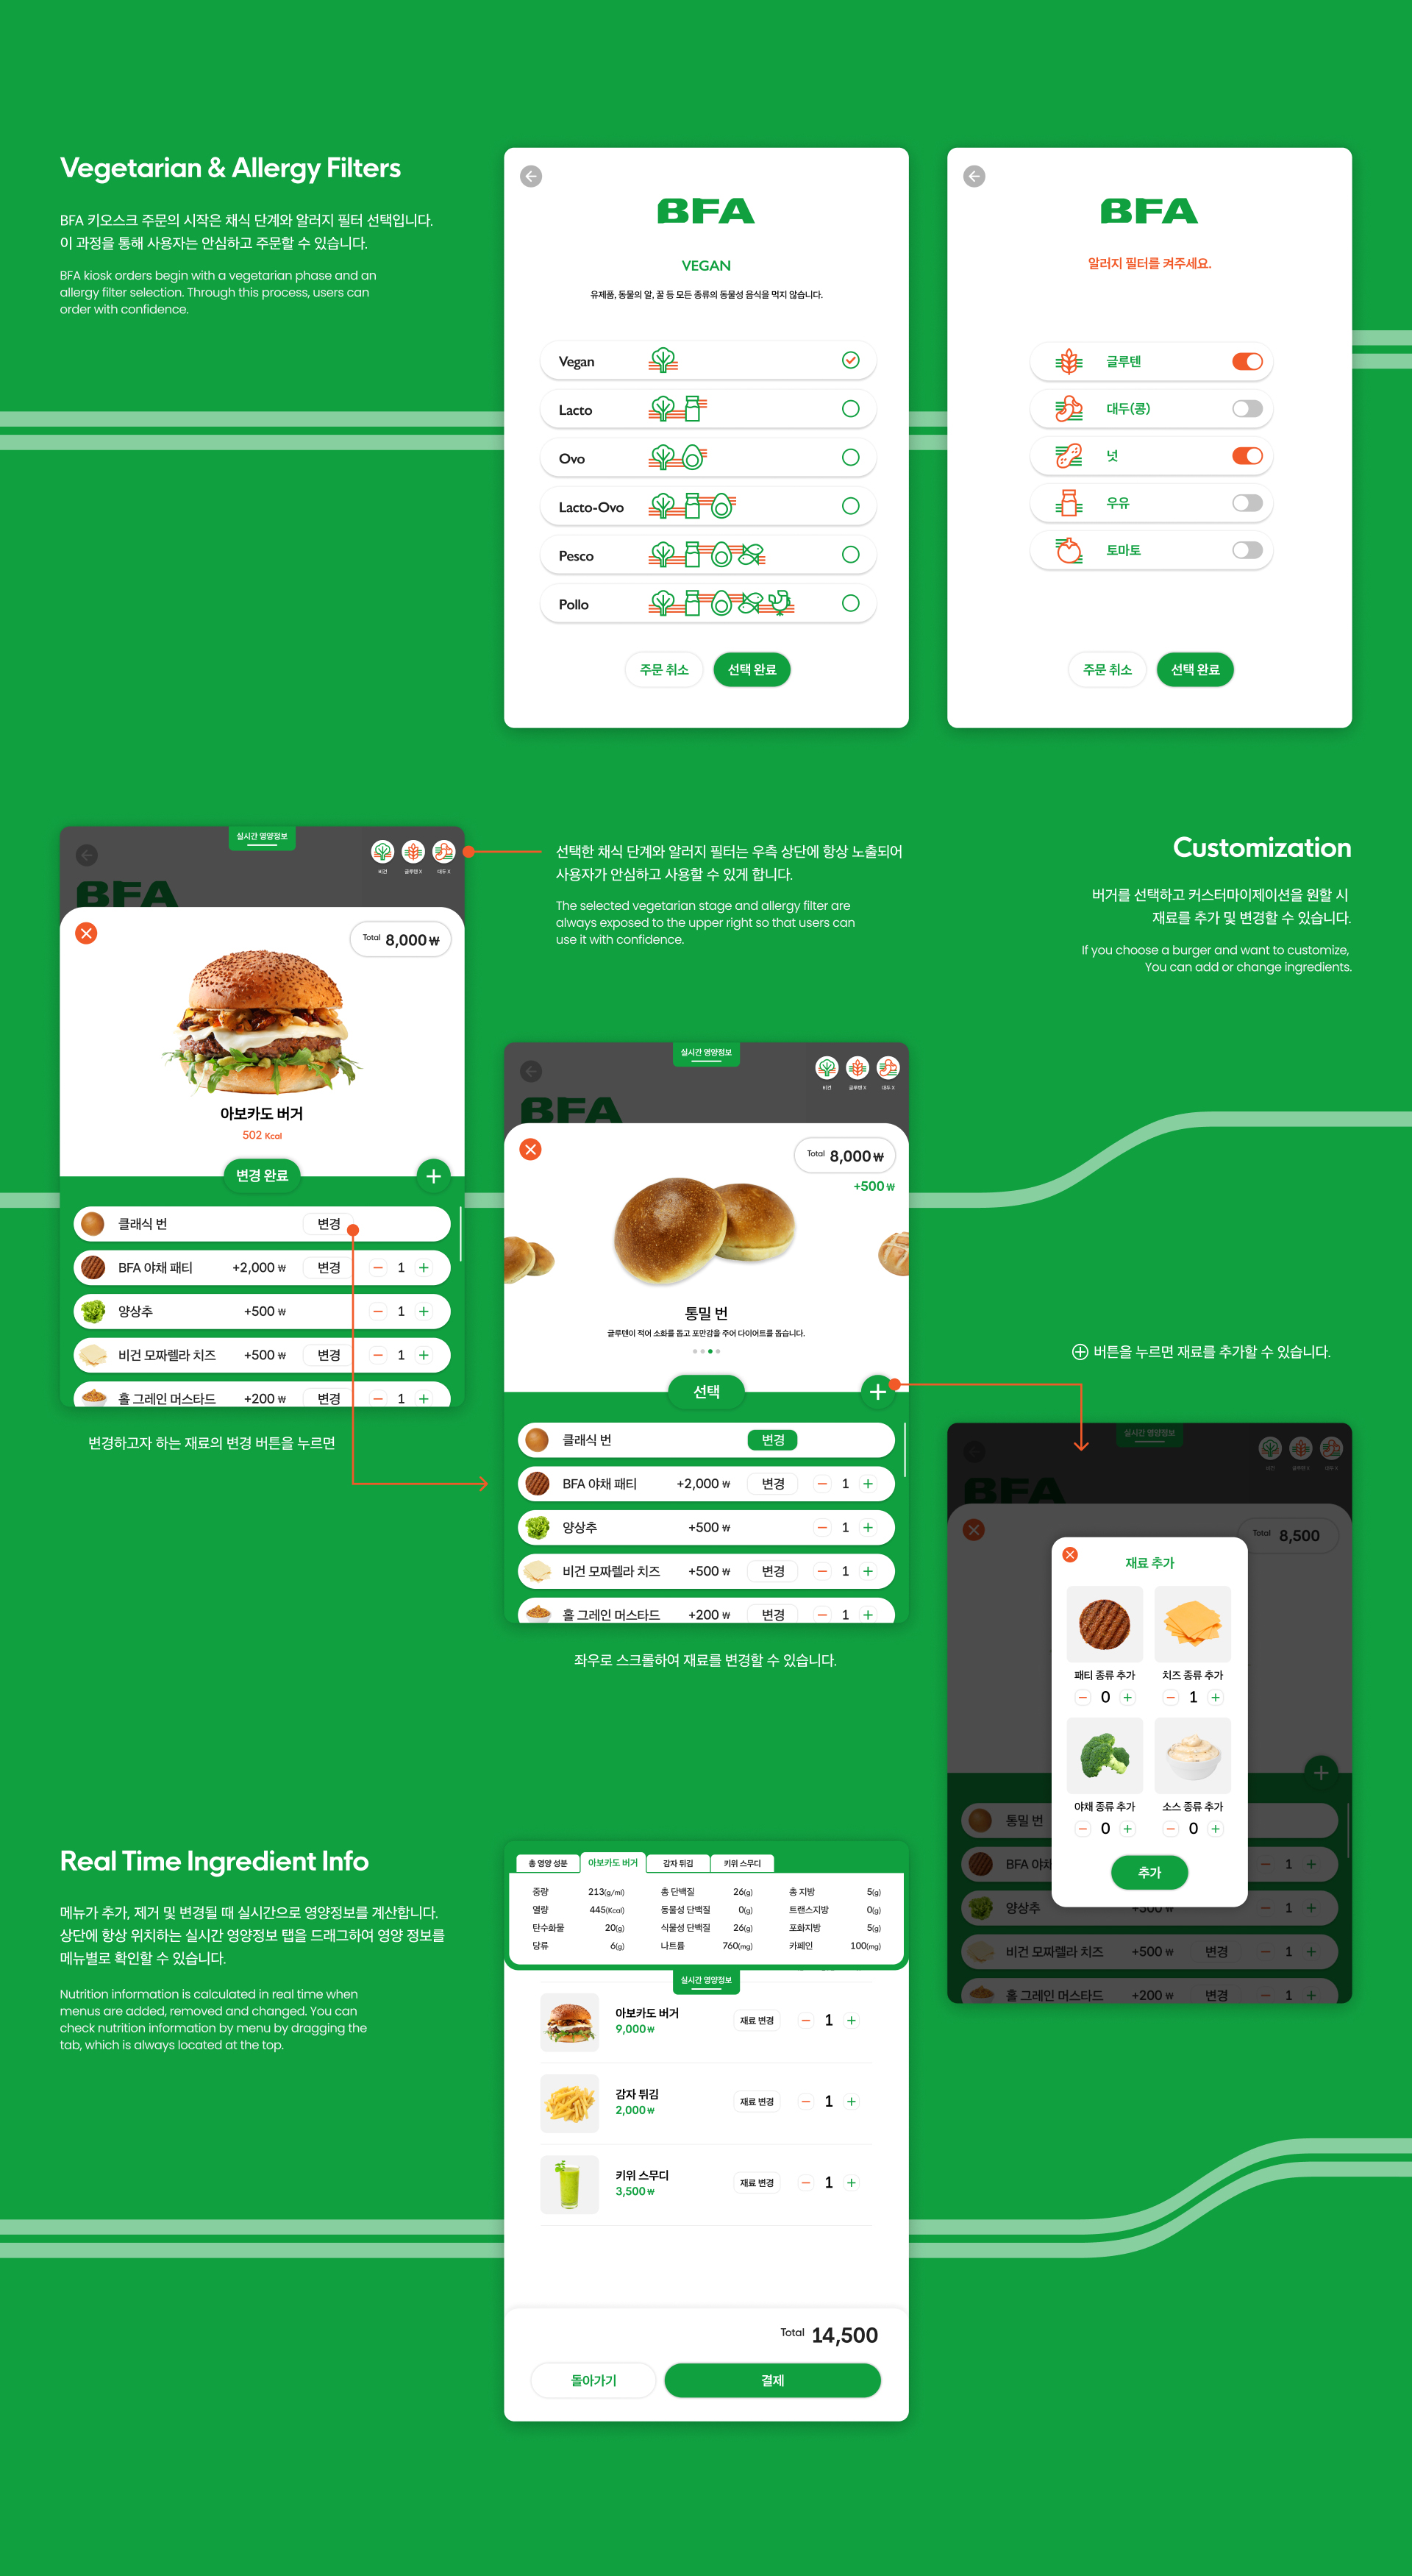 Vegetarian & Allergy Filters
BFA 키오스크 주문의 시작은 채식 단계와 알러지 필터 선택입니다.
이 과정을 통해 사용자는 안심하고 주문할 수 있습니다.
BFA kiosk orders begin with a vegetarian phase and an
allergy filter selection. Through this process, users can
order with confidence.
BFA
VEGAN
유제품, 동물의 알, 꿀 등 모든 종류의 동물성 음식을 먹지 않습니다.
Vegan
Lacto
Ovo
Lacto-Ovo
Pesco
Pollo
주문 취소 선택 완료
BFA
알러지 필터를 켜주세요.
글루텐
대두(콩)
넛
우유
토마토
주문 취소 선택 완료
실시간 영양정보
비건 글루텐 X 대두 X
BFA
Total 8,000₩
아보카도 버거
502 Kcal
변경 완료
클래식 번 변경
BFA 야채 패티 +2,000 ₩ 변경 1
양상추 +500 ₩ 1
비건 모짜렐라 치즈 +500 ₩ 변경 1
홀 그레인 머스타드 +200 ₩ 변경 1
변경하고자 하는 재료의 변경 버튼을 누르면
선택한 채식 단계와 알러지 필터는 우측 상단에 항상 노출되어
사용자가 안심하고 사용할 수 있게 합니다.
The selected vegetarian stage and allergy filter are
always exposed to the upper right so that users can
use it with confidence.
Customization
버거를 선택하고 커스터마이제이션을 원할 시
재료를 추가 및 변경할 수 있습니다.
If you choose a burger and want to customize,
You can add or change ingredients.
실시간 영양정보
비건 글루텐 X 대두 X
BFA
Total 8,000₩
+500₩
통밀 번
글루텐이 적어 소화를 돕고 포만감을 주어 다이어트를 돕습니다.
선택
클래식 번 변경
BFA 야채 패티 +2,000 ₩ 변경 1
양상추 +500 ₩ 1
비건 모짜렐라 치즈 +500 ₩ 변경 1
홀 그레인 머스타드 +200 ₩ 변경 1
좌우로 스크롤하여 재료를 변경할 수 있습니다.
⊕ 버튼을 누르면 재료를 추가할 수 있습니다.
실시간 영양정보
비건 글루텐 X 대두 X
BFA
Total 8,500
재료 추가
패티 종류 추가 치즈 종류 추가
0 1
야채 종류 추가 소스 종류 추가
0 0
추가
통밀 번
BFA 야채 1
양상추 +500 ₩ 1
비건 모짜렐라 치즈 +500 ₩ 변경 1
홀 그레인 머스타드 +200 ₩ 변경 1
Real Time Ingredient Info
메뉴가 추가, 제거 및 변경될 때 실시간으로 영양정보를 계산합니다.
상단에 항상 위치하는 실시간 영양정보 탭을 드래그하여 영양 정보를
메뉴별로 확인할 수 있습니다.
Nutrition information is calculated in real time when
menus are added, removed and changed. You can
check nutrition information by menu by dragging the
tab, which is always located at the top.
총 영양 성분 아보카도 버거 감자 튀김 키위 스무디
중량 213(g/ml) 총 단백질 26(g) 총 지방 5(g)
열량 445(Kcal) 동물성 단백질 0(g) 트랜스지방 0(g)
탄수화물 20(g) 식물성 단백질 26(g) 포화지방 5(g)
당류 6(g) 나트륨 760(mg) 카페인 100(mg)
실시간 영양정보
아보카도 버거
9,000₩
재료 변경 1
감자 튀김
2,000₩
재료 변경 1
키위 스무디
3,500₩
재료 변경 1
Total 14,500
돌아가기 결제